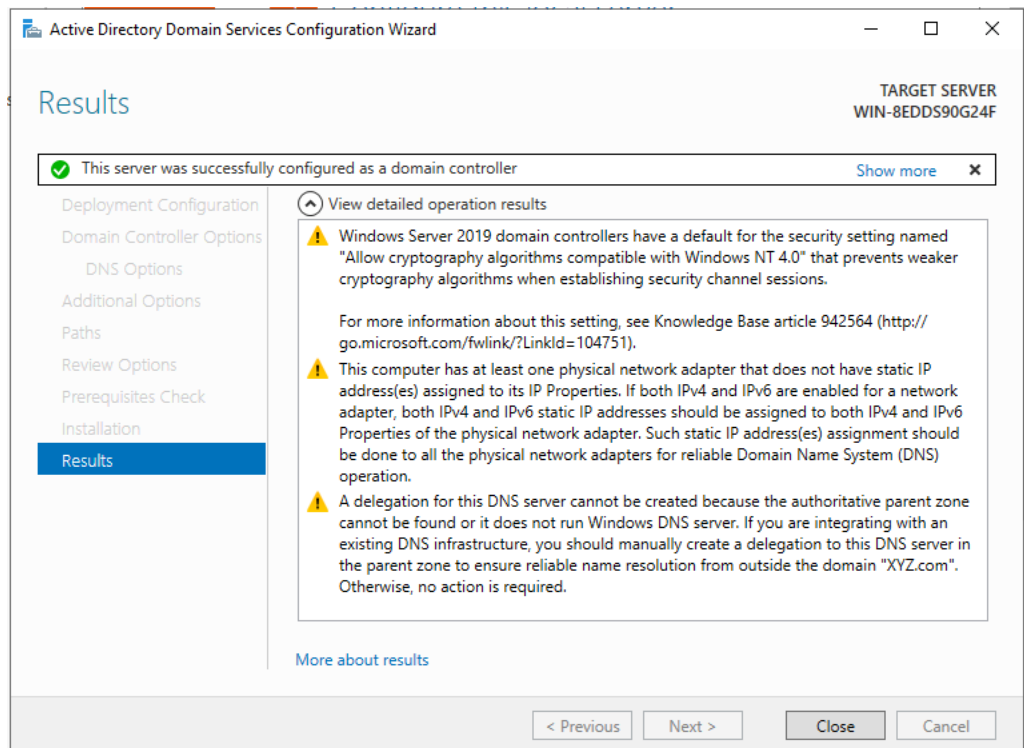 Active Directory Domain Services Configuration Wizard
Results
TARGET SERVER
WIN-8EDDS90G24F
This server was successfully configured as a domain controller
Show more
Deployment Configuration
Domain Controller Options
DNS Options
Additional Options
Paths
Review Options
Prerequisites Check
Installation
Results
View detailed operation results
Windows Server 2019 domain controllers have a default for the security setting named
"Allow cryptography algorithms compatible with Windows NT 4.0" that prevents weaker
cryptography algorithms when establishing security channel sessions.
For more information about this setting, see Knowledge Base article 942564 (http://
go.microsoft.com/fwlink/?LinkId=104751).
This computer has at least one physical network adapter that does not have static IP
address(es) assigned to its IP Properties. If both IPv4 and IPv6 are enabled for a network
adapter, both IPv4 and IPv6 static IP addresses should be assigned to both IPv4 and IPv6
Properties of the physical network adapter. Such static IP address(es) assignment should
be done to all the physical network adapters for reliable Domain Name System (DNS)
operation.
A delegation for this DNS server cannot be created because the authoritative parent zone
cannot be found or it does not run Windows DNS server. If you are integrating with an
existing DNS infrastructure, you should manually create a delegation to this DNS server in
the parent zone to ensure reliable name resolution from outside the domain "XYZ.com".
Otherwise, no action is required.
More about results
< Previous
Next >
Close
Cancel